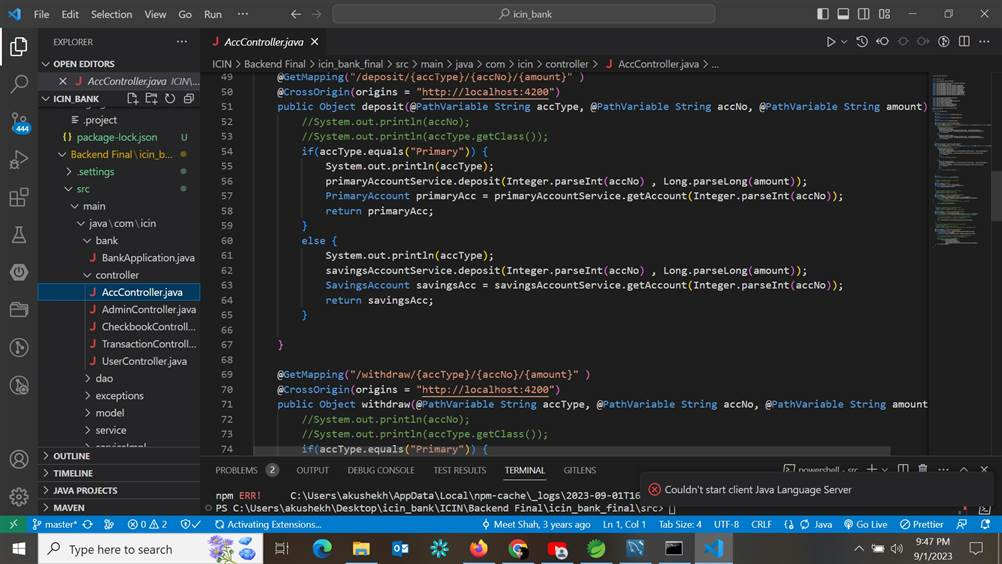 File Edit Selection View Go Run ··· icin_bank
EXPLORER ···
OPEN EDITORS
AccController.java ICIN\...
ICIN_BANK
.project
package-lock.json U
Backend Final\icin_b...
.settings
src
main
java\com\icin
bank
BankApplication.java
controller
AccController.java
AdminController.java
CheckbookControll...
TransactionControll...
UserController.java
dao
exceptions
model
service
serviceImpl
OUTLINE
TIMELINE
JAVA PROJECTS
MAVEN
444
AccController.java
ICIN > Backend Final > icin_bank_final > src > main > java > com > icin > controller > AccController.java > ...
49 @GetMapping("/deposit/{accType}/{accNo}/{amount}" )
50 @CrossOrigin(origins = "http://localhost:4200")
51 public Object deposit(@PathVariable String accType, @PathVariable String accNo, @PathVariable String amount)
52 //System.out.println(accNo);
53 //System.out.println(accType.getClass());
54 if(accType.equals("Primary")) {
55 System.out.println(accType);
56 primaryAccountService.deposit(Integer.parseInt(accNo) , Long.parseLong(amount));
57 PrimaryAccount primaryAcc = primaryAccountService.getAccount(Integer.parseInt(accNo));
58 return primaryAcc;
59 }
60 else {
61 System.out.println(accType);
62 savingsAccountService.deposit(Integer.parseInt(accNo) , Long.parseLong(amount));
63 SavingsAccount savingsAcc = savingsAccountService.getAccount(Integer.parseInt(accNo));
64 return savingsAcc;
65 }
66
67 }
68
69 @GetMapping("/withdraw/{accType}/{accNo}/{amount}" )
70 @CrossOrigin(origins = "http://localhost:4200")
71 public Object withdraw(@PathVariable String accType, @PathVariable String accNo, @PathVariable String amount
72 //System.out.println(accNo);
73 //System.out.println(accType.getClass());
74 if(accType.equals("Primary")) {
PROBLEMS 2 OUTPUT DEBUG CONSOLE TEST RESULTS TERMINAL GITLENS
powershell - src
npm ERR! C:\Users\akushekh\AppData\Local\npm-cache\_logs\2023-09-01T16
PS C:\Users\akushekh\Desktop\icin_bank\ICIN\Backend Final\icin_bank_final\src>
Couldn't start client Java Language Server
master* 0 2 Activating Extensions... Meet Shah, 3 years ago Ln 1, Col 1 Tab Size: 4 UTF-8 CRLF Java Go Live Prettier
Type here to search
9:47 PM
9/1/2023